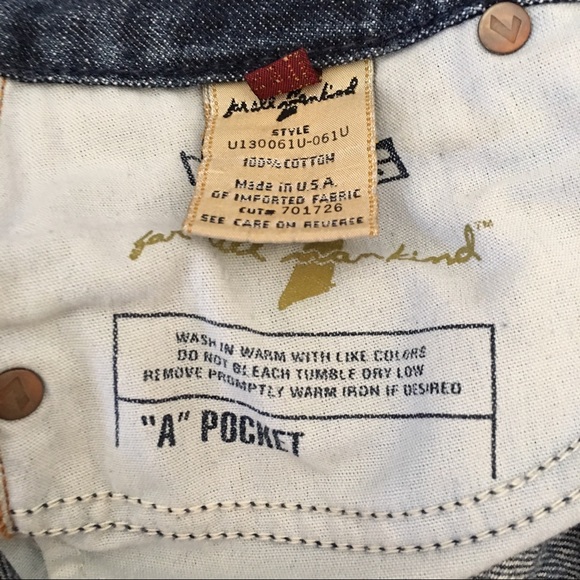 for all mankind
STYLE
U130061U-061U
100% COTTON
MADE IN U.S.A.
OF IMPORTED FABRIC
CUT# 701726
SEE CARE ON REVERSE
for all mankind™
WASH IN WARM WITH LIKE COLORS
DO NOT BLEACH TUMBLE DRY LOW
REMOVE PROMPTLY WARM IRON IF DESIRED
"A" POCKET